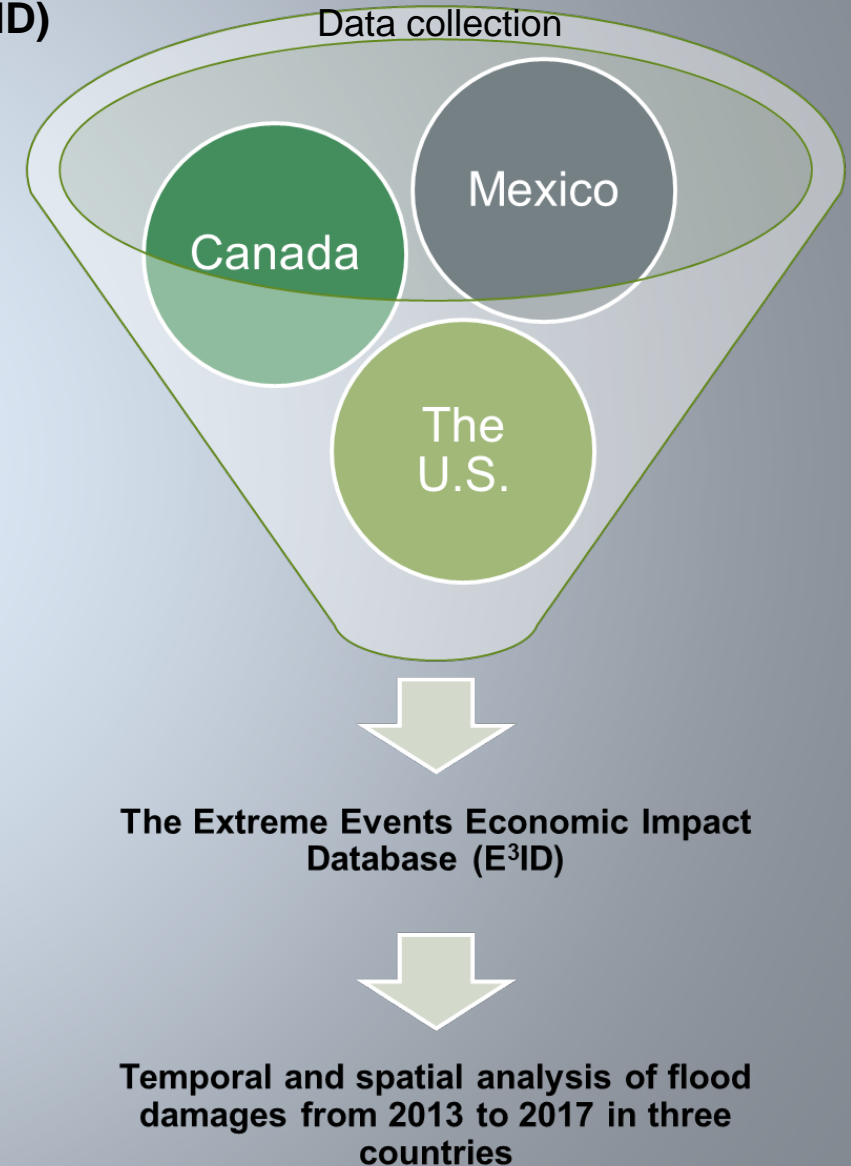 ID)
Data collection
Mexico
Canada
The
U.S.
The Extreme Events Economic Impact
Database (E³ID)
Temporal and spatial analysis of flood
damages from 2013 to 2017 in three
countries